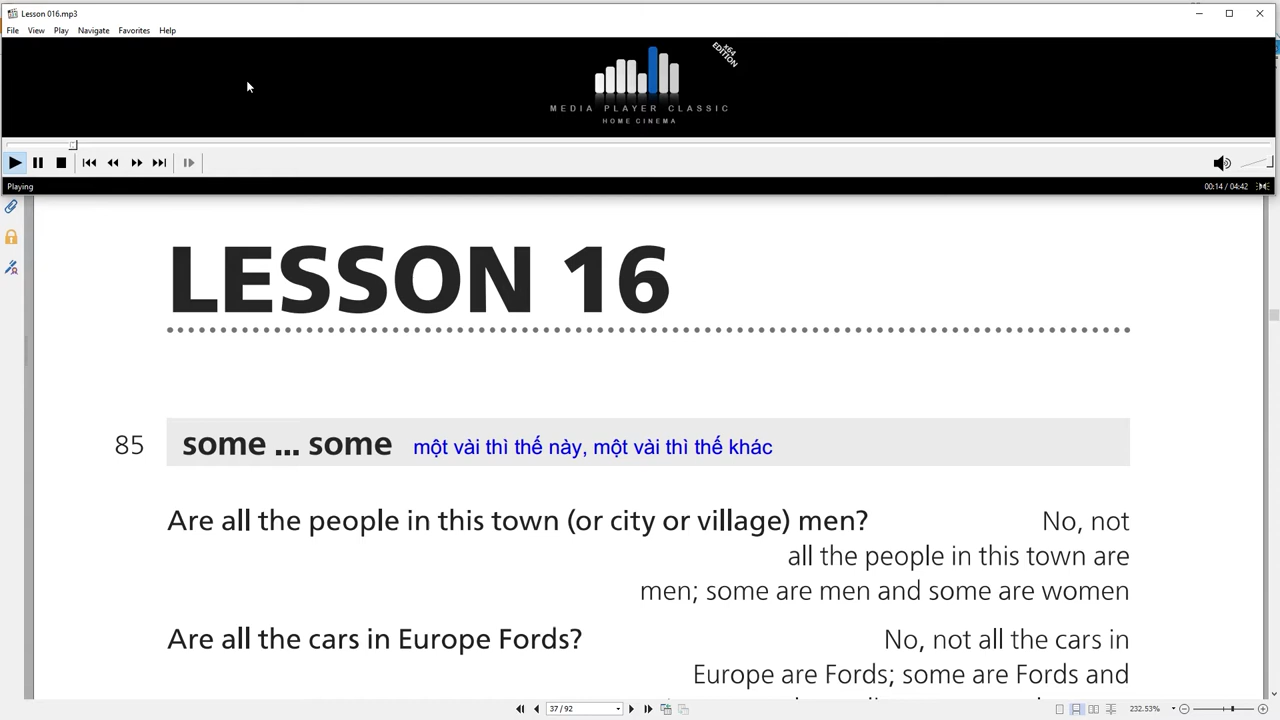 Lesson 016.mp3
File View Play Navigate Favorites Help
x64 EDITION
MEDIA PLAYER CLASSIC
HOME CINEMA
Playing
00:14 / 04:42
LESSON 16
85 some ... some một vài thì thế này, một vài thì thế khác
Are all the people in this town (or city or village) men? No, not
all the people in this town are
men; some are men and some are women
Are all the cars in Europe Fords? No, not all the cars in
Europe are Fords; some are Fords and
37 / 92
232.53%